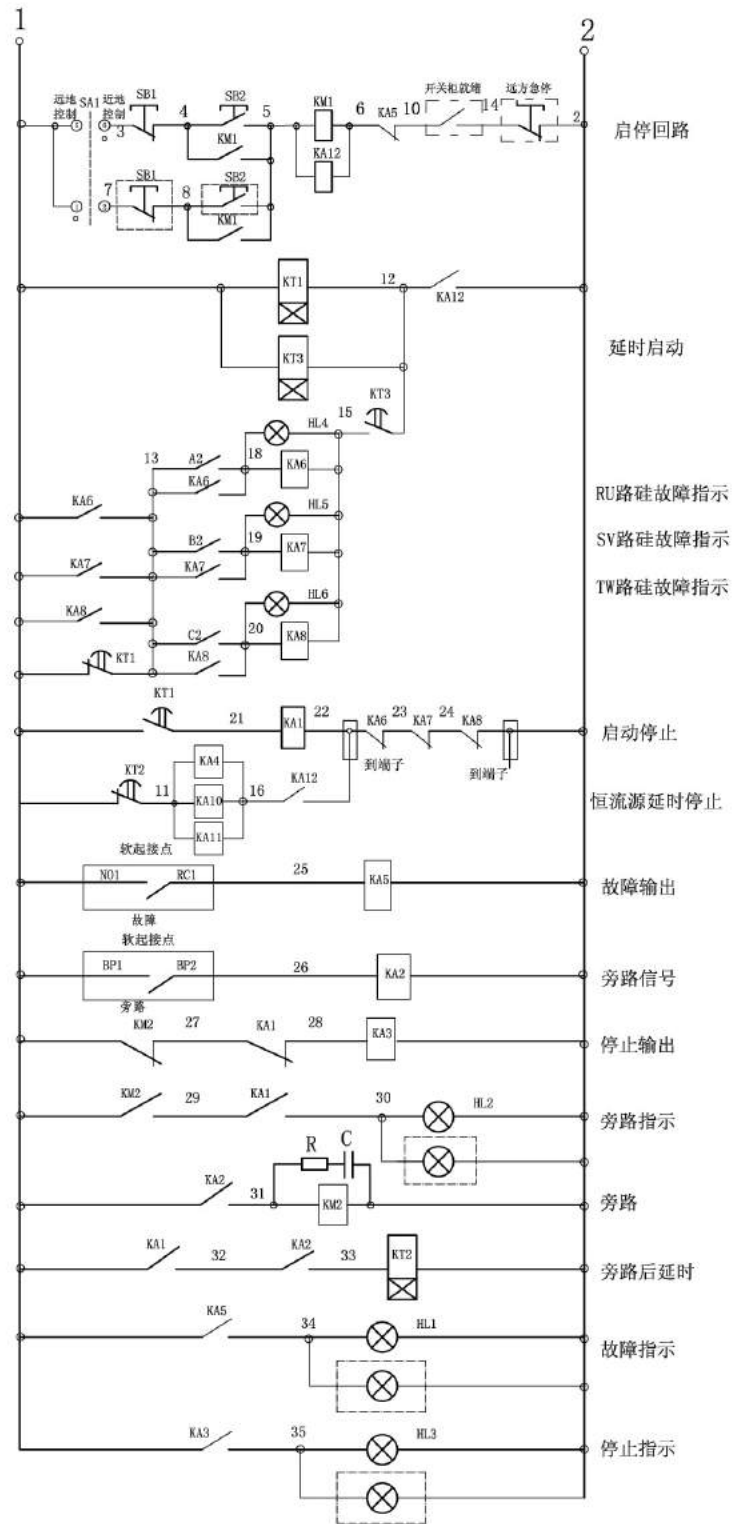 1
2
远地 SA1 近地
控制 控制
3
SB1
4
SB2
5
KM1
6
KA5
10
开关柜就绪
14
远方急停
2
启停回路
KM1
KA12
7
SB1
8
SB2
KM1
KT1
12
KA12
KT3
延时启动
KT3
15
HL4
13
A2
18
KA6
KA6
KA6
RU路硅故障指示
HL5
B2
19
KA7
KA7
KA7
SV路硅故障指示
HL6
KA8
C2
20
KA8
KA8
TW路硅故障指示
KT1
KT1
21
KA1
22
KA6
23
KA7
24
KA8
启动停止
到端子
到端子
KT2
11
KA4
KA10
KA11
16
KA12
恒流源延时停止
软起接点
NO1
RC1
25
KA5
故障输出
故障
软起接点
BP1
BP2
26
KA2
旁路信号
旁路
KM2
27
KA1
28
KA3
停止输出
KM2
29
KA1
30
HL2
旁路指示
R
C
KA2
31
KM2
旁路
KA1
32
KA2
33
KT2
旁路后延时
KA5
34
HL1
故障指示
KA3
35
HL3
停止指示